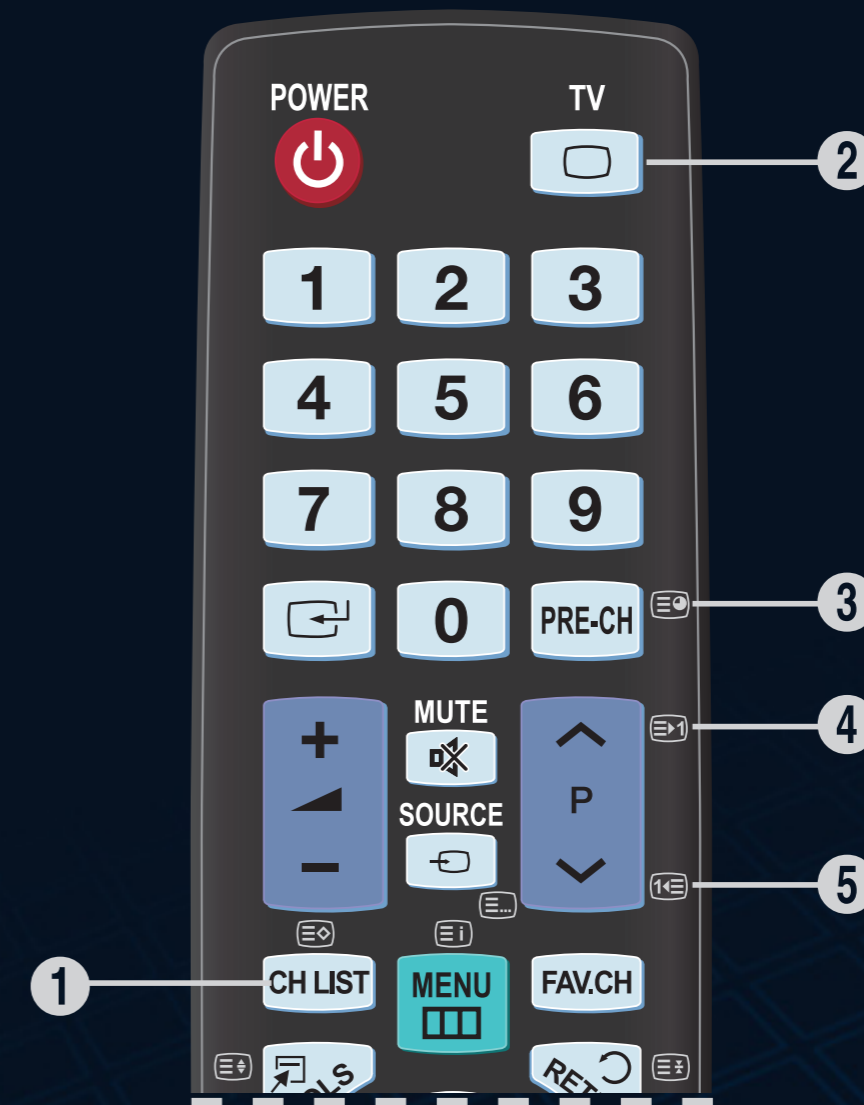 POWER TV
2
1 2 3
4 5 6
7 8 9
0 PRE-CH
3
MUTE
4
P
SOURCE
5
1 CH LIST MENU FAV.CH